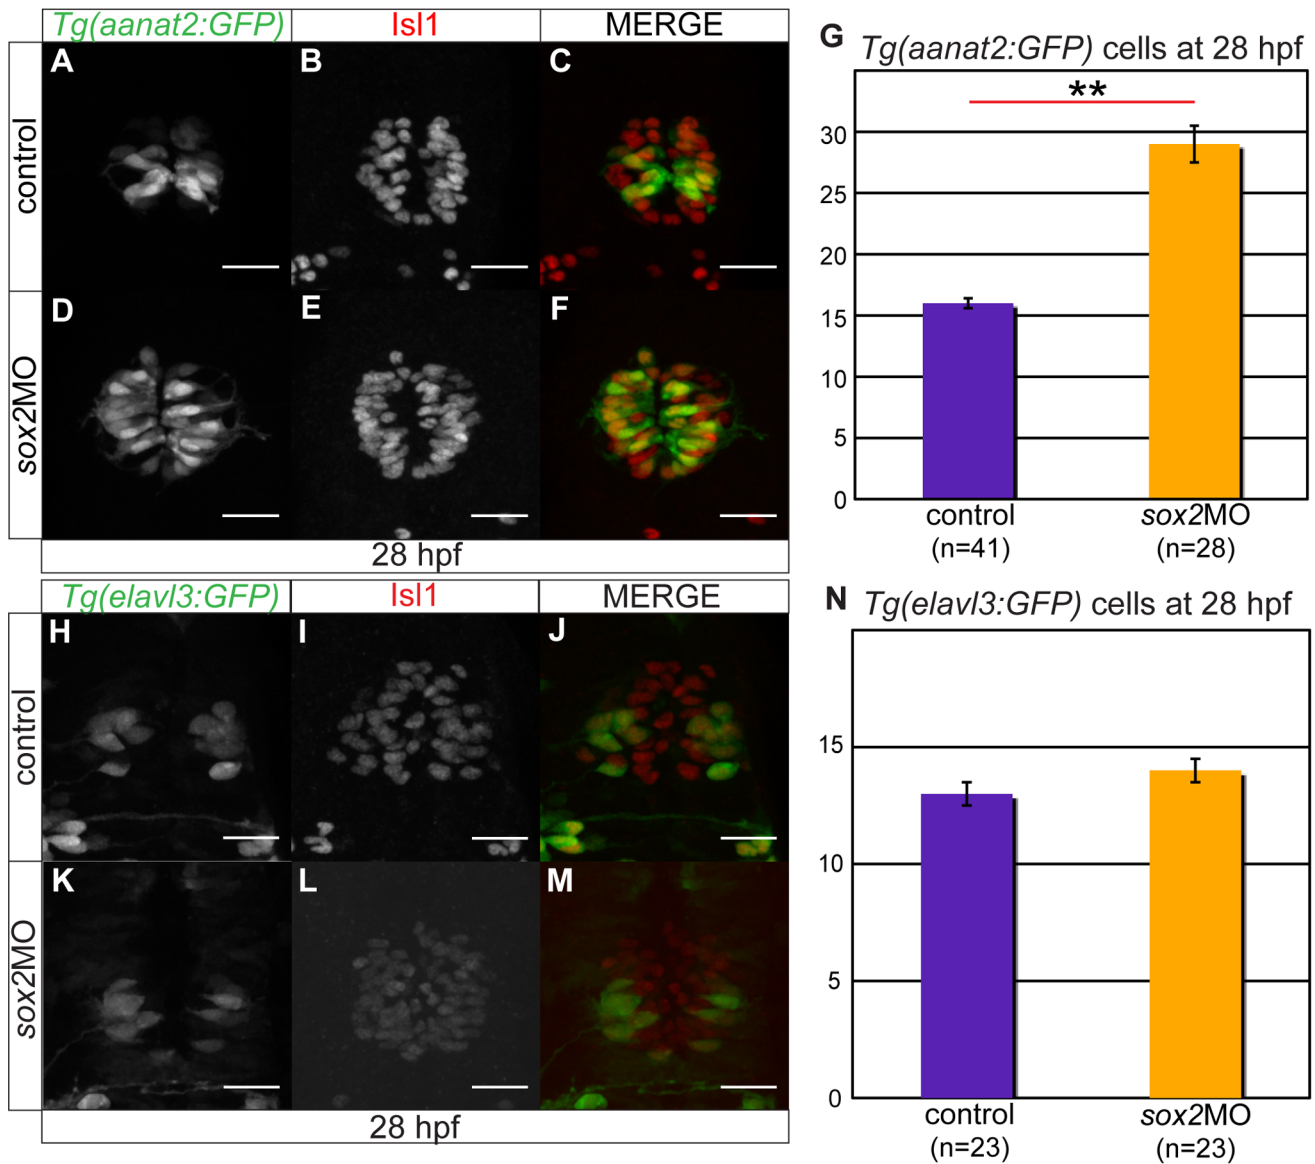 Tg(aanat2:GFP) Isl1 MERGE
control
A B C
sox2MO
D E F
28 hpf
G Tg(aanat2:GFP) cells at 28 hpf
**
30
25
20
15
10
5
0
control sox2MO
(n=41) (n=28)
Tg(elavl3:GFP) Isl1 MERGE
control
H I J
sox2MO
K L M
28 hpf
N Tg(elavl3:GFP) cells at 28 hpf
15
10
5
0
control sox2MO
(n=23) (n=23)